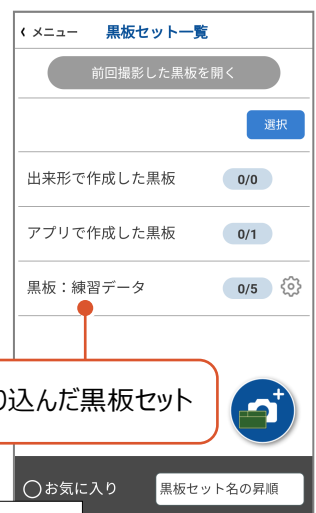 ‹ メニュー 黒板セット一覧
前回撮影した黒板を開く
選択
出来形で作成した黒板 0/0
アプリで作成した黒板 0/1
黒板：練習データ 0/5
り込んだ黒板セット
お気に入り 黒板セット名の昇順